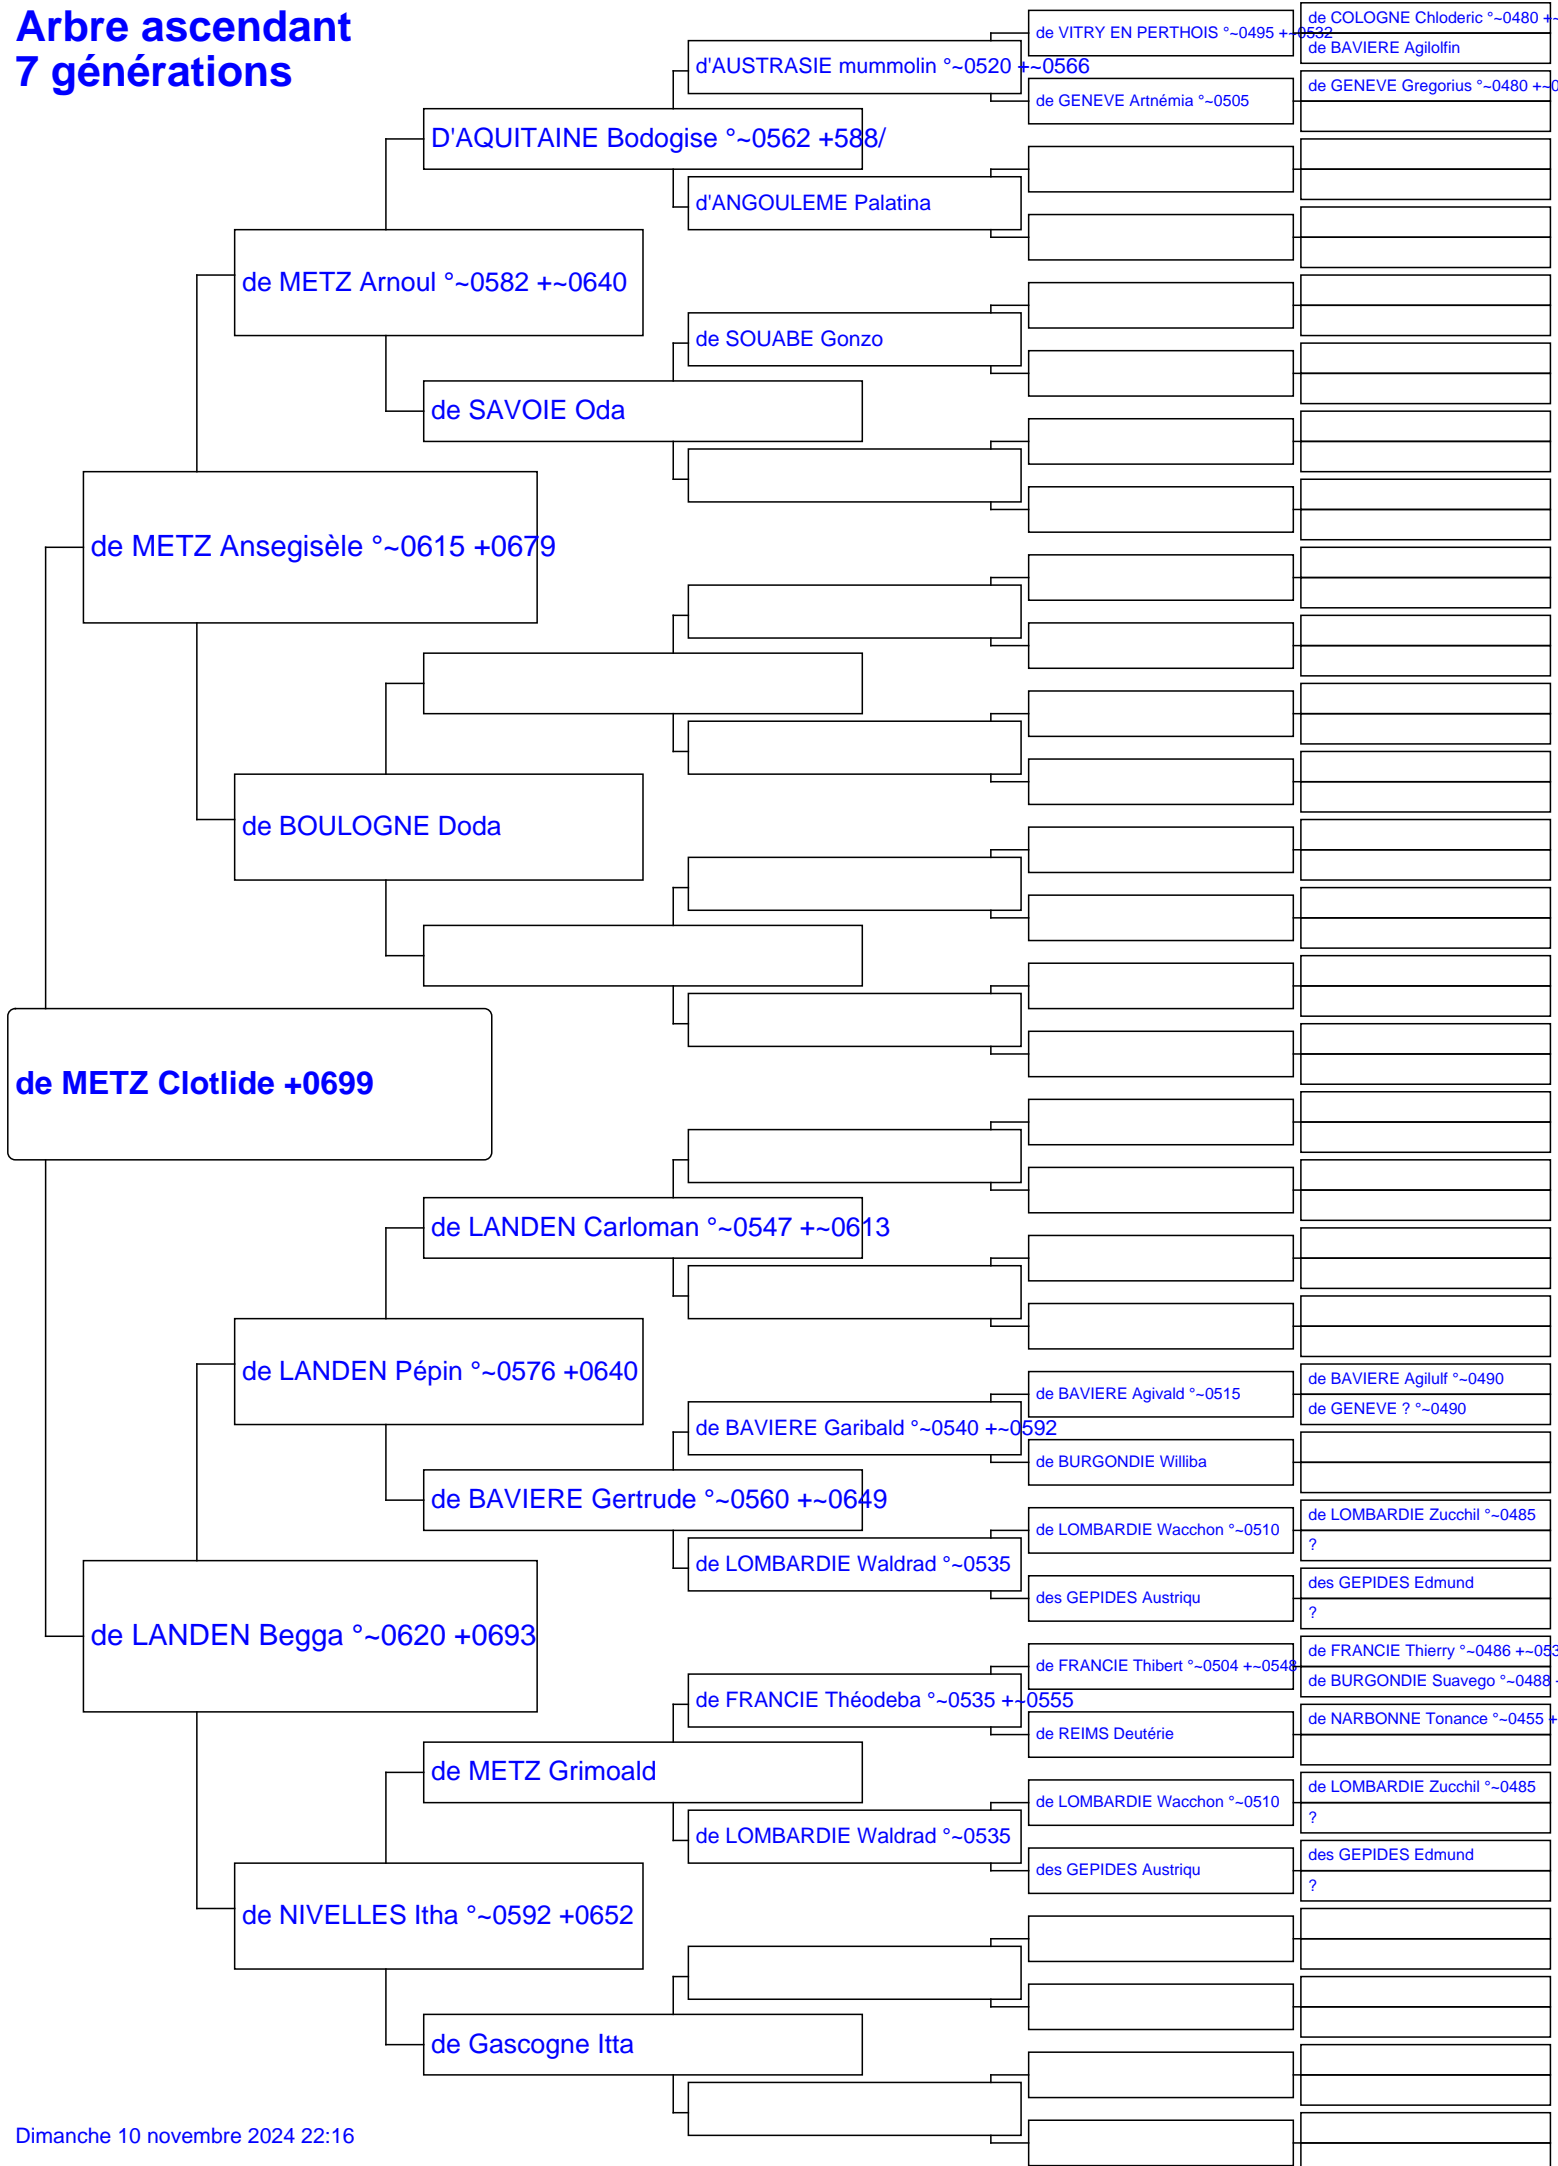 Arbre ascendant
7 générations
de METZ Clotlide +0699
de METZ Ansegisèle °~0615 +0679
de LANDEN Begga °~0620 +0693
de METZ Arnoul °~0582 +~0640
de BOULOGNE Doda
de LANDEN Pépin °~0576 +0640
de NIVELLES Itha °~0592 +0652
D'AQUITAINE Bodogise °~0562 +588/
de SAVOIE Oda
de LANDEN Carloman °~0547 +~0613
de BAVIERE Gertrude °~0560 +~0649
de METZ Grimoald
de Gascogne Itta
d'AUSTRASIE mummolin °~0520 +~0566
d'ANGOULEME Palatina
de SOUABE Gonzo
de BAVIERE Garibald °~0540 +~0592
de LOMBARDIE Waldrad °~0535
de FRANCIE Théodeba °~0535 +~0555
de LOMBARDIE Waldrad °~0535
de VITRY EN PERTHOIS °~0495 +~0532
de GENEVE Artnémia °~0505
de BAVIERE Agivald °~0515
de BURGONDIE Williba
de LOMBARDIE Wacchon °~0510
des GEPIDES Austriqu
de FRANCIE Thibert °~0504 +~0548
de REIMS Deutérie
de LOMBARDIE Wacchon °~0510
des GEPIDES Austriqu
de COLOGNE Chloderic °~0480 +~
de BAVIERE Agilolfin
de GENEVE Gregorius °~0480 +~0
de BAVIERE Agilulf °~0490
de GENEVE ? °~0490
de LOMBARDIE Zucchil °~0485
?
des GEPIDES Edmund
?
de FRANCIE Thierry °~0486 +~053
de BURGONDIE Suavego °~0488 +
de NARBONNE Tonance °~0455 +
de LOMBARDIE Zucchil °~0485
?
des GEPIDES Edmund
?
Dimanche 10 novembre 2024 22:16